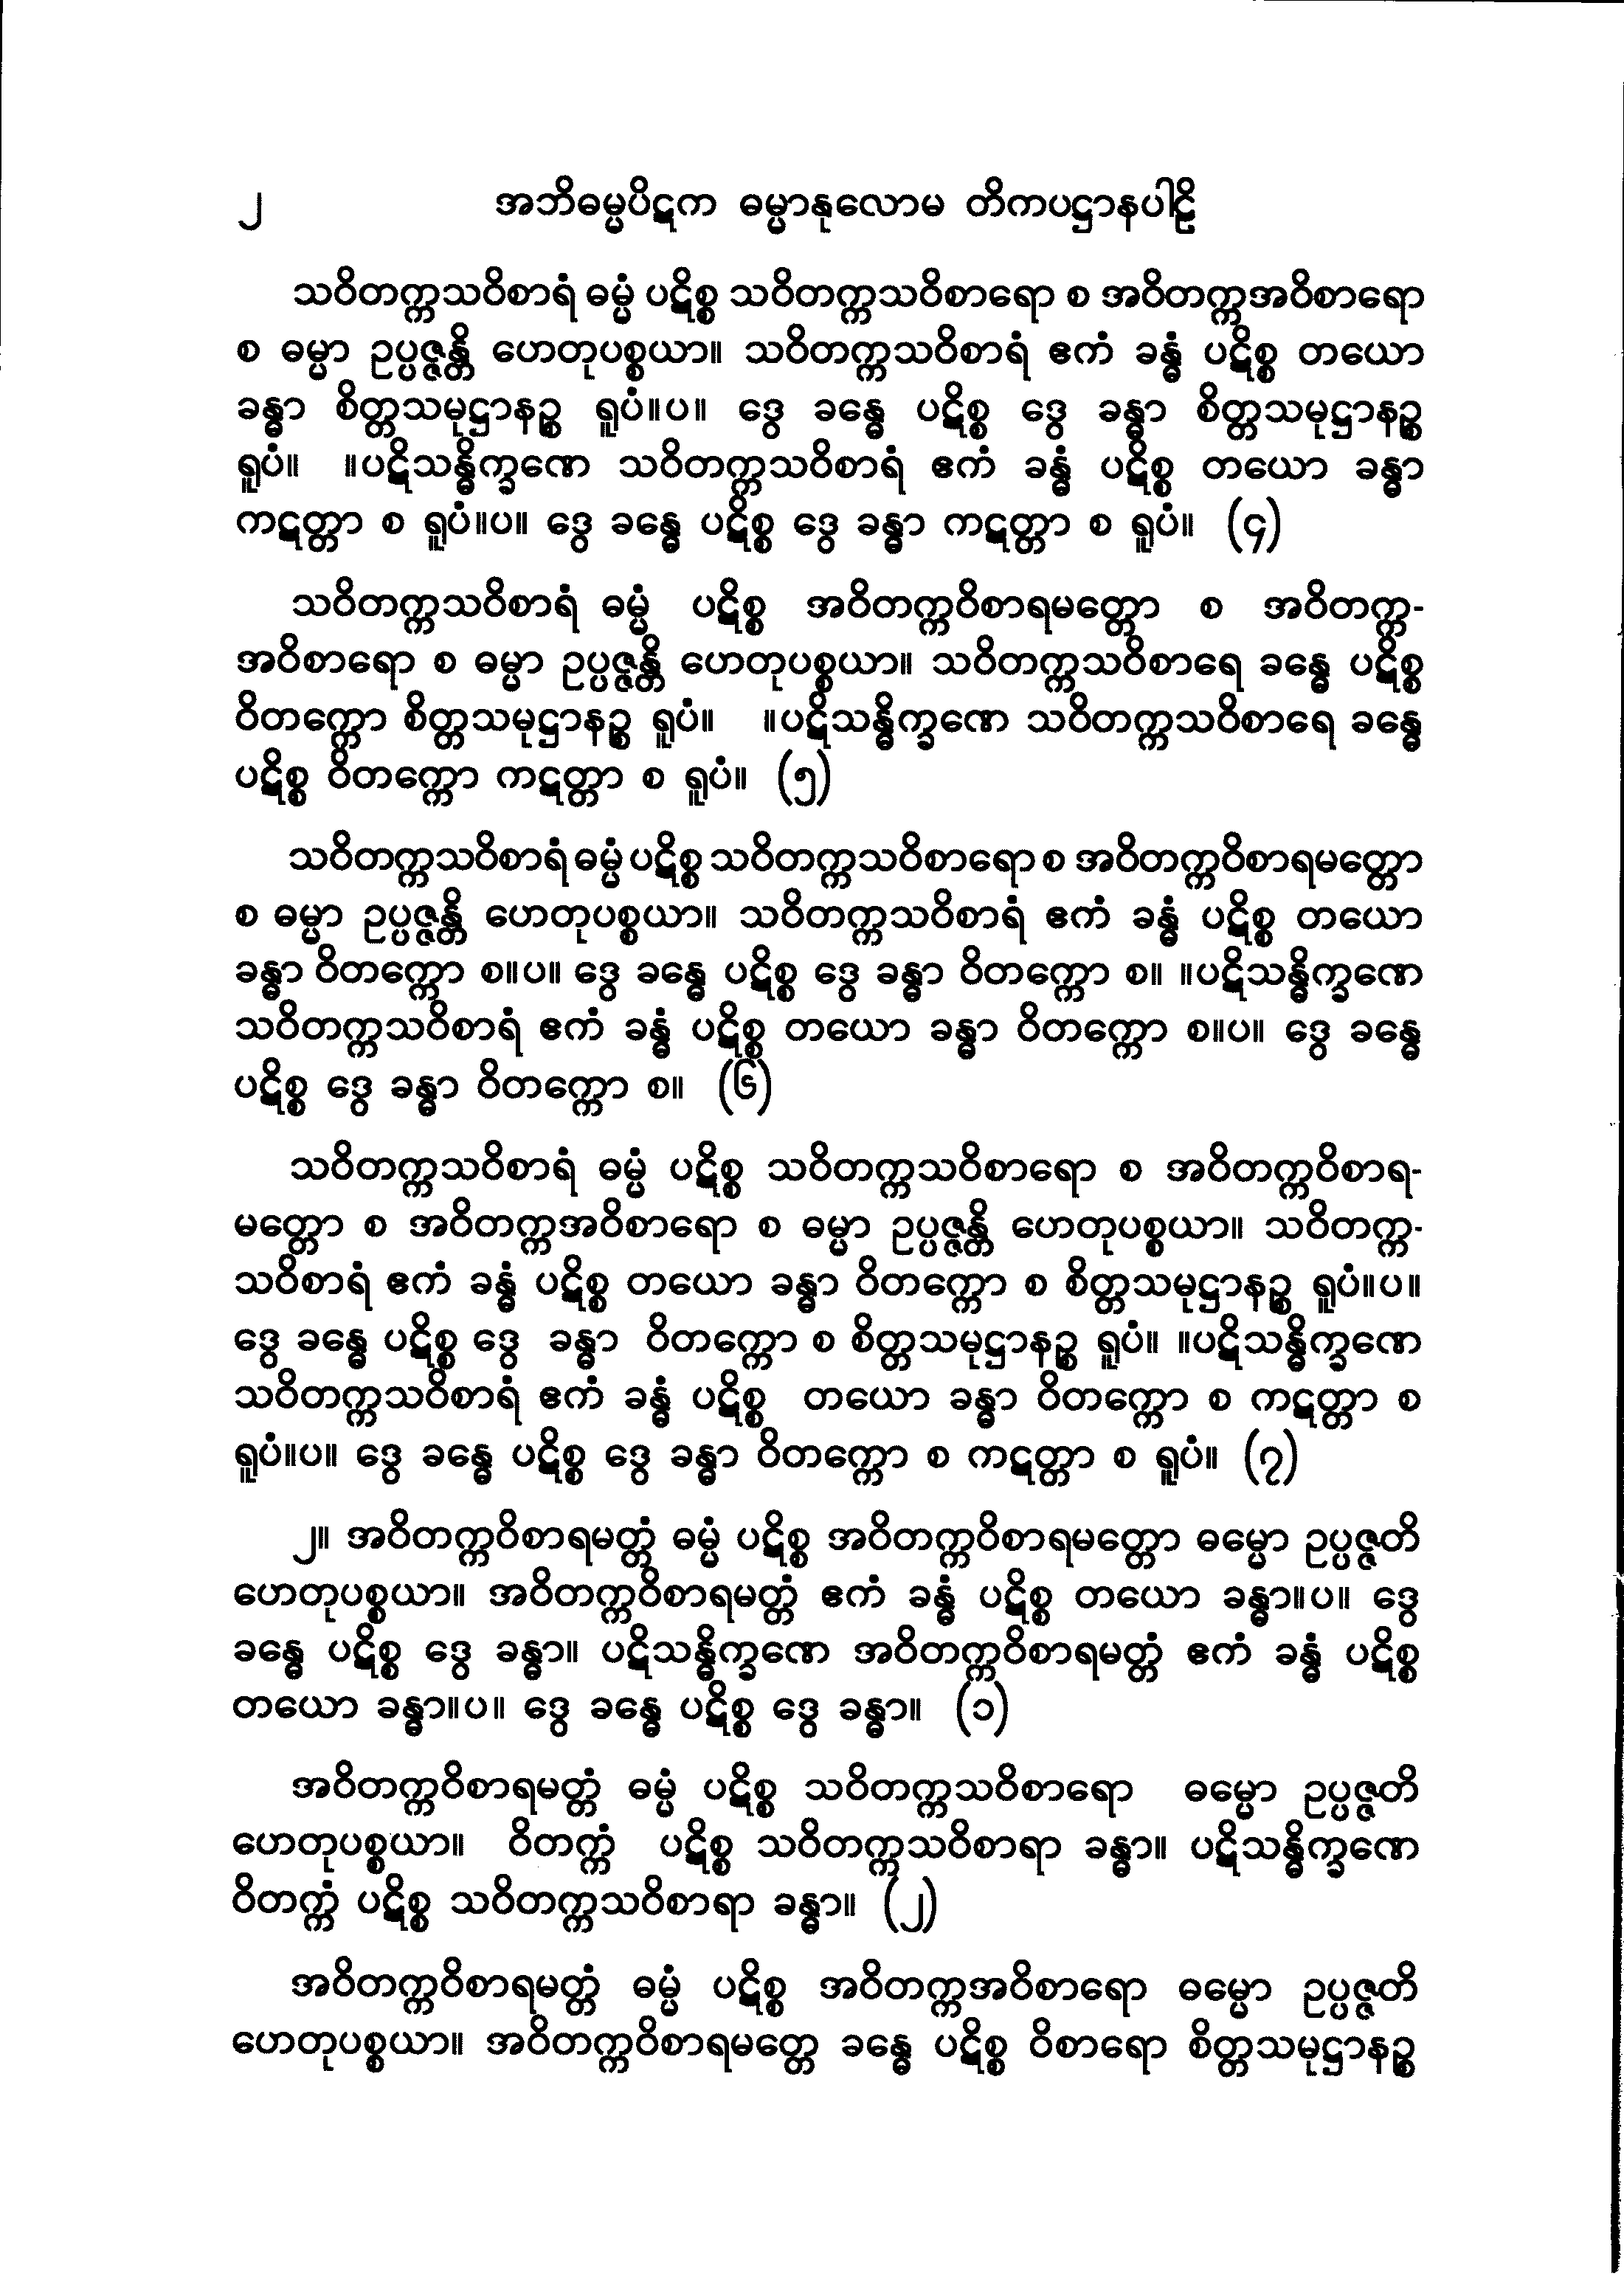 ၂ အဘိဓမ္မပိဋက ဓမ္မာနုလောမ တိကပဋ္ဌာနပါဠိ
သဝိတက္ကသဝိစာရံ ဓမ္မံ ပဋိစ္စ သဝိတက္ကသဝိစာရော စ အဝိတက္ကအဝိစာရော
စ ဓမ္မာ ဥပ္ပဇ္ဇန္တိ ဟေတုပစ္စယာ။ သဝိတက္ကသဝိစာရံ ဧကံ ခန္ဓံ ပဋိစ္စ တယော
ခန္ဓာ စိတ္တသမုဋ္ဌာနဉ္စ ရူပံ။ပ။ ဒွေ ခန္ဓေ ပဋိစ္စ ဒွေ ခန္ဓာ စိတ္တသမုဋ္ဌာနဉ္စ
ရူပံ။ ။ပဋိသန္ဓိက္ခဏေ သဝိတက္ကသဝိစာရံ ဧကံ ခန္ဓံ ပဋိစ္စ တယော ခန္ဓာ
ကဋတ္တာ စ ရူပံ။ပ။ ဒွေ ခန္ဓေ ပဋိစ္စ ဒွေ ခန္ဓာ ကဋတ္တာ စ ရူပံ။ (၄)
သဝိတက္ကသဝိစာရံ ဓမ္မံ ပဋိစ္စ အဝိတက္ကဝိစာရမတ္တော စ အဝိတက္က-
အဝိစာရော စ ဓမ္မာ ဥပ္ပဇ္ဇန္တိ ဟေတုပစ္စယာ။ သဝိတက္ကသဝိစာရေ ခန္ဓေ ပဋိစ္စ
ဝိတက္ကော စိတ္တသမုဋ္ဌာနဉ္စ ရူပံ။ ။ပဋိသန္ဓိက္ခဏေ သဝိတက္ကသဝိစာရေ ခန္ဓေ
ပဋိစ္စ ဝိတက္ကော ကဋတ္တာ စ ရူပံ။ (၅)
သဝိတက္ကသဝိစာရံ ဓမ္မံ ပဋိစ္စ သဝိတက္ကသဝိစာရော စ အဝိတက္ကဝိစာရမတ္တော
စ ဓမ္မာ ဥပ္ပဇ္ဇန္တိ ဟေတုပစ္စယာ။ သဝိတက္ကသဝိစာရံ ဧကံ ခန္ဓံ ပဋိစ္စ တယော
ခန္ဓာ ဝိတက္ကော စ။ပ။ ဒွေ ခန္ဓေ ပဋိစ္စ ဒွေ ခန္ဓာ ဝိတက္ကော စ။ ။ပဋိသန္ဓိက္ခဏေ
သဝိတက္ကသဝိစာရံ ဧကံ ခန္ဓံ ပဋိစ္စ တယော ခန္ဓာ ဝိတက္ကော စ။ပ။ ဒွေ ခန္ဓေ
ပဋိစ္စ ဒွေ ခန္ဓာ ဝိတက္ကော စ။ (၆)
သဝိတက္ကသဝိစာရံ ဓမ္မံ ပဋိစ္စ သဝိတက္ကသဝိစာရော စ အဝိတက္ကဝိစာရ-
မတ္တော စ အဝိတက္ကအဝိစာရော စ ဓမ္မာ ဥပ္ပဇ္ဇန္တိ ဟေတုပစ္စယာ။ သဝိတက္က-
သဝိစာရံ ဧကံ ခန္ဓံ ပဋိစ္စ တယော ခန္ဓာ ဝိတက္ကော စ စိတ္တသမုဋ္ဌာနဉ္စ ရူပံ။ပ။
ဒွေ ခန္ဓေ ပဋိစ္စ ဒွေ ခန္ဓာ ဝိတက္ကော စ စိတ္တသမုဋ္ဌာနဉ္စ ရူပံ။ ။ပဋိသန္ဓိက္ခဏေ
သဝိတက္ကသဝိစာရံ ဧကံ ခန္ဓံ ပဋိစ္စ တယော ခန္ဓာ ဝိတက္ကော စ ကဋတ္တာ စ
ရူပံ။ပ။ ဒွေ ခန္ဓေ ပဋိစ္စ ဒွေ ခန္ဓာ ဝိတက္ကော စ ကဋတ္တာ စ ရူပံ။ (၇)
၂။ အဝိတက္ကဝိစာရမတ္တံ ဓမ္မံ ပဋိစ္စ အဝိတက္ကဝိစာရမတ္တော ဓမ္မော ဥပ္ပဇ္ဇတိ
ဟေတုပစ္စယာ။ အဝိတက္ကဝိစာရမတ္တံ ဧကံ ခန္ဓံ ပဋိစ္စ တယော ခန္ဓာ။ပ။ ဒွေ
ခန္ဓေ ပဋိစ္စ ဒွေ ခန္ဓာ။ ပဋိသန္ဓိက္ခဏေ အဝိတက္ကဝိစာရမတ္တံ ဧကံ ခန္ဓံ ပဋိစ္စ
တယော ခန္ဓာ။ပ။ ဒွေ ခန္ဓေ ပဋိစ္စ ဒွေ ခန္ဓာ။ (၁)
အဝိတက္ကဝိစာရမတ္တံ ဓမ္မံ ပဋိစ္စ သဝိတက္ကသဝိစာရော ဓမ္မော ဥပ္ပဇ္ဇတိ
ဟေတုပစ္စယာ။ ဝိတက္ကံ ပဋိစ္စ သဝိတက္ကသဝိစာရာ ခန္ဓာ။ ပဋိသန္ဓိက္ခဏေ
ဝိတက္ကံ ပဋိစ္စ သဝိတက္ကသဝိစာရာ ခန္ဓာ။ (၂)
အဝိတက္ကဝိစာရမတ္တံ ဓမ္မံ ပဋိစ္စ အဝိတက္ကအဝိစာရော ဓမ္မော ဥပ္ပဇ္ဇတိ
ဟေတုပစ္စယာ။ အဝိတက္ကဝိစာရမတ္တေ ခန္ဓေ ပဋိစ္စ ဝိစာရော စိတ္တသမုဋ္ဌာနဉ္စ